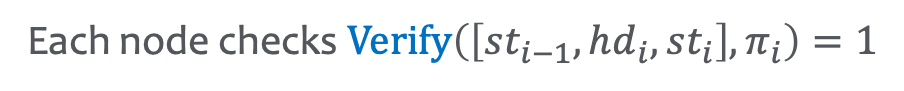 Each node checks Verify([st_{i−1}, hd_i, st_i], π_i) = 1